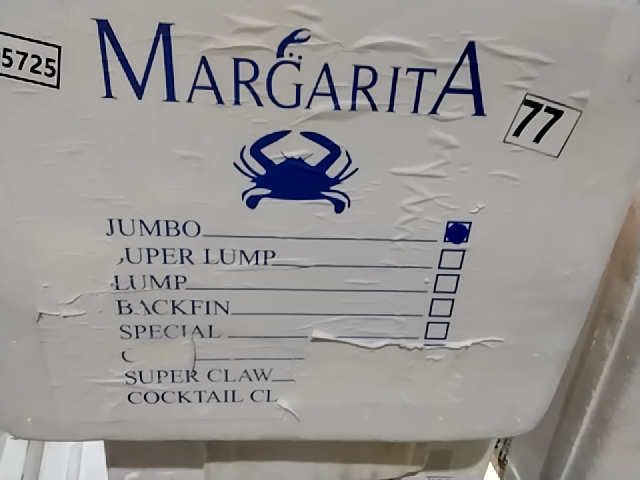 5725
MARGARITA
77
JUMBO
UPER LUMP
LUMP
BACKFIN
SPECIAL
C
SUPER CLAW
COCKTAIL CL